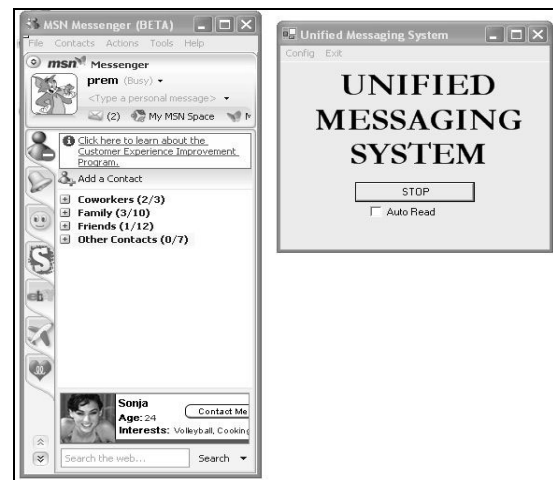 MSN Messenger (BETA)
File Contacts Actions Tools Help
msn Messenger
prem (Busy)
<Type a personal message>
(2) My MSN Space
Click here to learn about the
Customer Experience Improvement
Program.
Add a Contact
Coworkers (2/3)
Family (3/10)
Friends (1/12)
Other Contacts (0/7)
eb
Sonja
Age: 24
Contact Me
Interests: Volleyball, Cooking
Search the web... Search
Unified Messaging System
Config Exit
UNIFIED
MESSAGING
SYSTEM
STOP
Auto Read